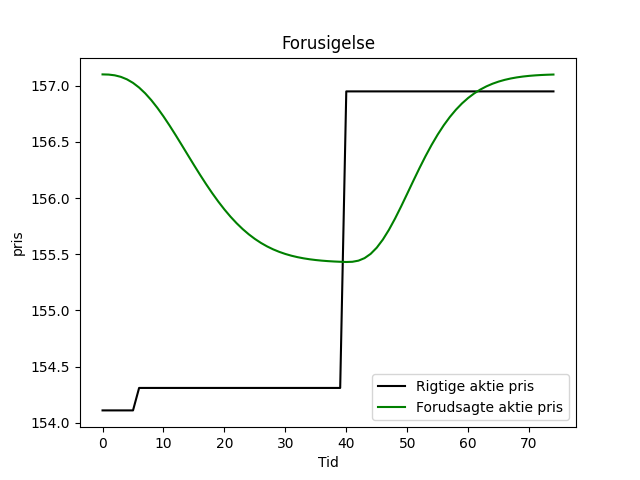 Forusigelse
157.0
156.5
156.0
155.5
155.0
154.5
154.0
pris
Rigtige aktie pris
Forudsagte aktie pris
0 10 20 30 40 50 60 70
Tid